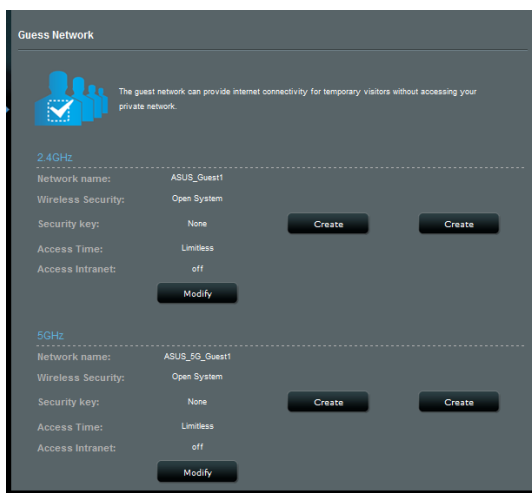 Guess Network
The guest network can provide internet connectivity for temporary visitors without accessing your
private network.
2.4GHz
Network name: ASUS_Guest1
Wireless Security: Open System
Security key: None Create Create
Access Time: Limitless
Access Intranet: off
Modify
5GHz
Network name: ASUS_5G_Guest1
Wireless Security: Open System
Security key: None Create Create
Access Time: Limitless
Access Intranet: off
Modify